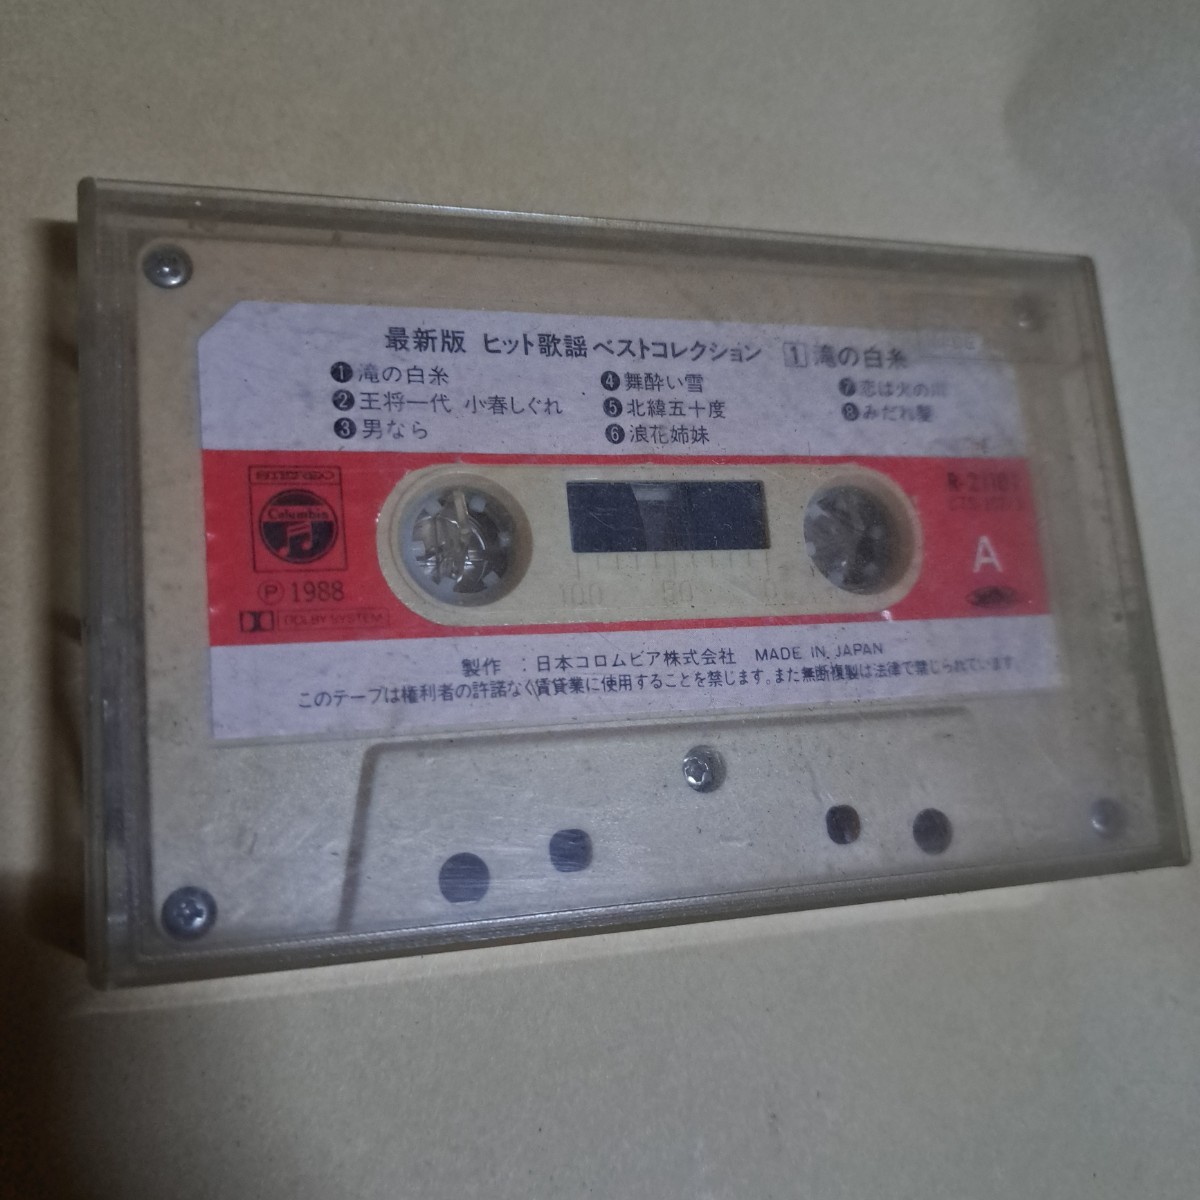 最新版 ヒット歌謡 ベストコレクション 1 滝の白糸
❶滝の白糸
❷王将一代 小春しぐれ
❸男なら
❹舞酔い雪
❺北緯五十度
❻浪花姉妹
❼恋は火の川
❽みだれ髪
STEREO
Columbia
Ⓟ1988
DOLBY SYSTEM
A
100 50 0
製作 : 日本コロムビア株式会社 MADE IN JAPAN
このテープは権利者の許諾なく賃貸業に使用することを禁じます。また無断複製は法律で禁じられています。